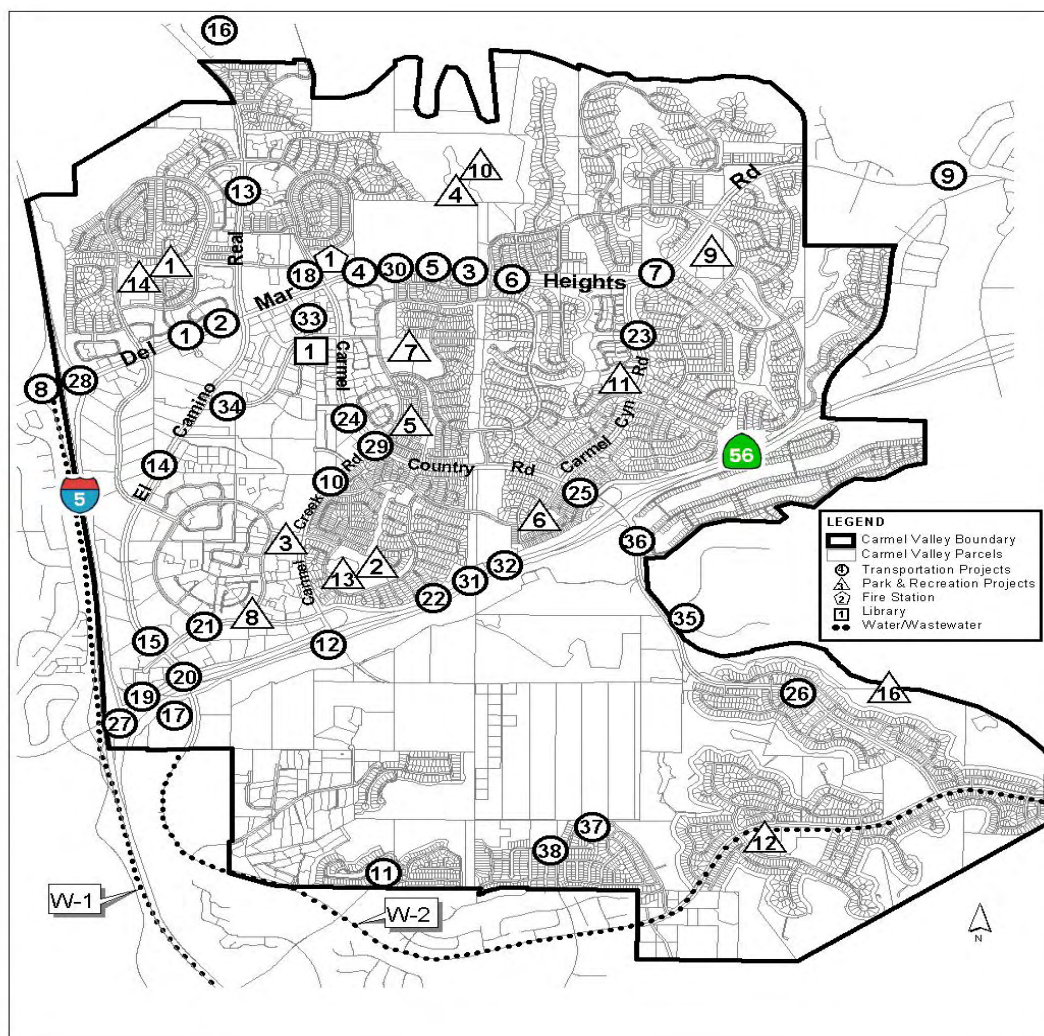 16
10
4
13
Rd
9
Real
9
1
14
18
1
4
30
5
3
6
Heights
7
Mar
33
1
2
Del
1
Carmel
7
23
Rd
11
8
28
Camino
34
24
5
Cyn
29
Country
Rd
Carmel
56
14
El
5
10
Rd
Creek
25
6
3
36
Carmel
13
2
32
31
22
8
21
15
12
35
20
19
27
17
26
16
37
38
12
11
W-1
W-2
LEGEND
Carmel Valley Boundary
Carmel Valley Parcels
4 Transportation Projects
3 Park & Recreation Projects
2 Fire Station
1 Library
Water/Wastewater
N